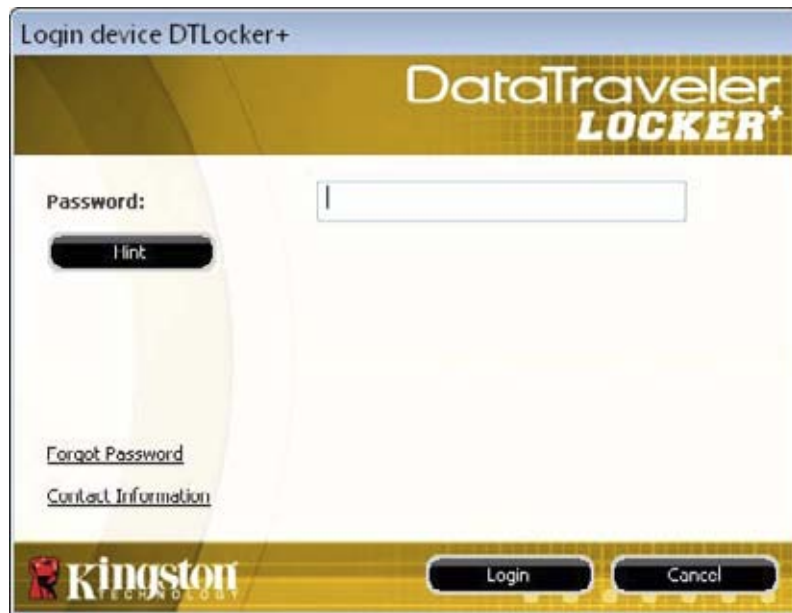 Login device DTLocker+
DataTraveler
LOCKER+
Password:
Hint
Forgot Password
Contact Information
Kingston
TECHNOLOGY
Login
Cancel